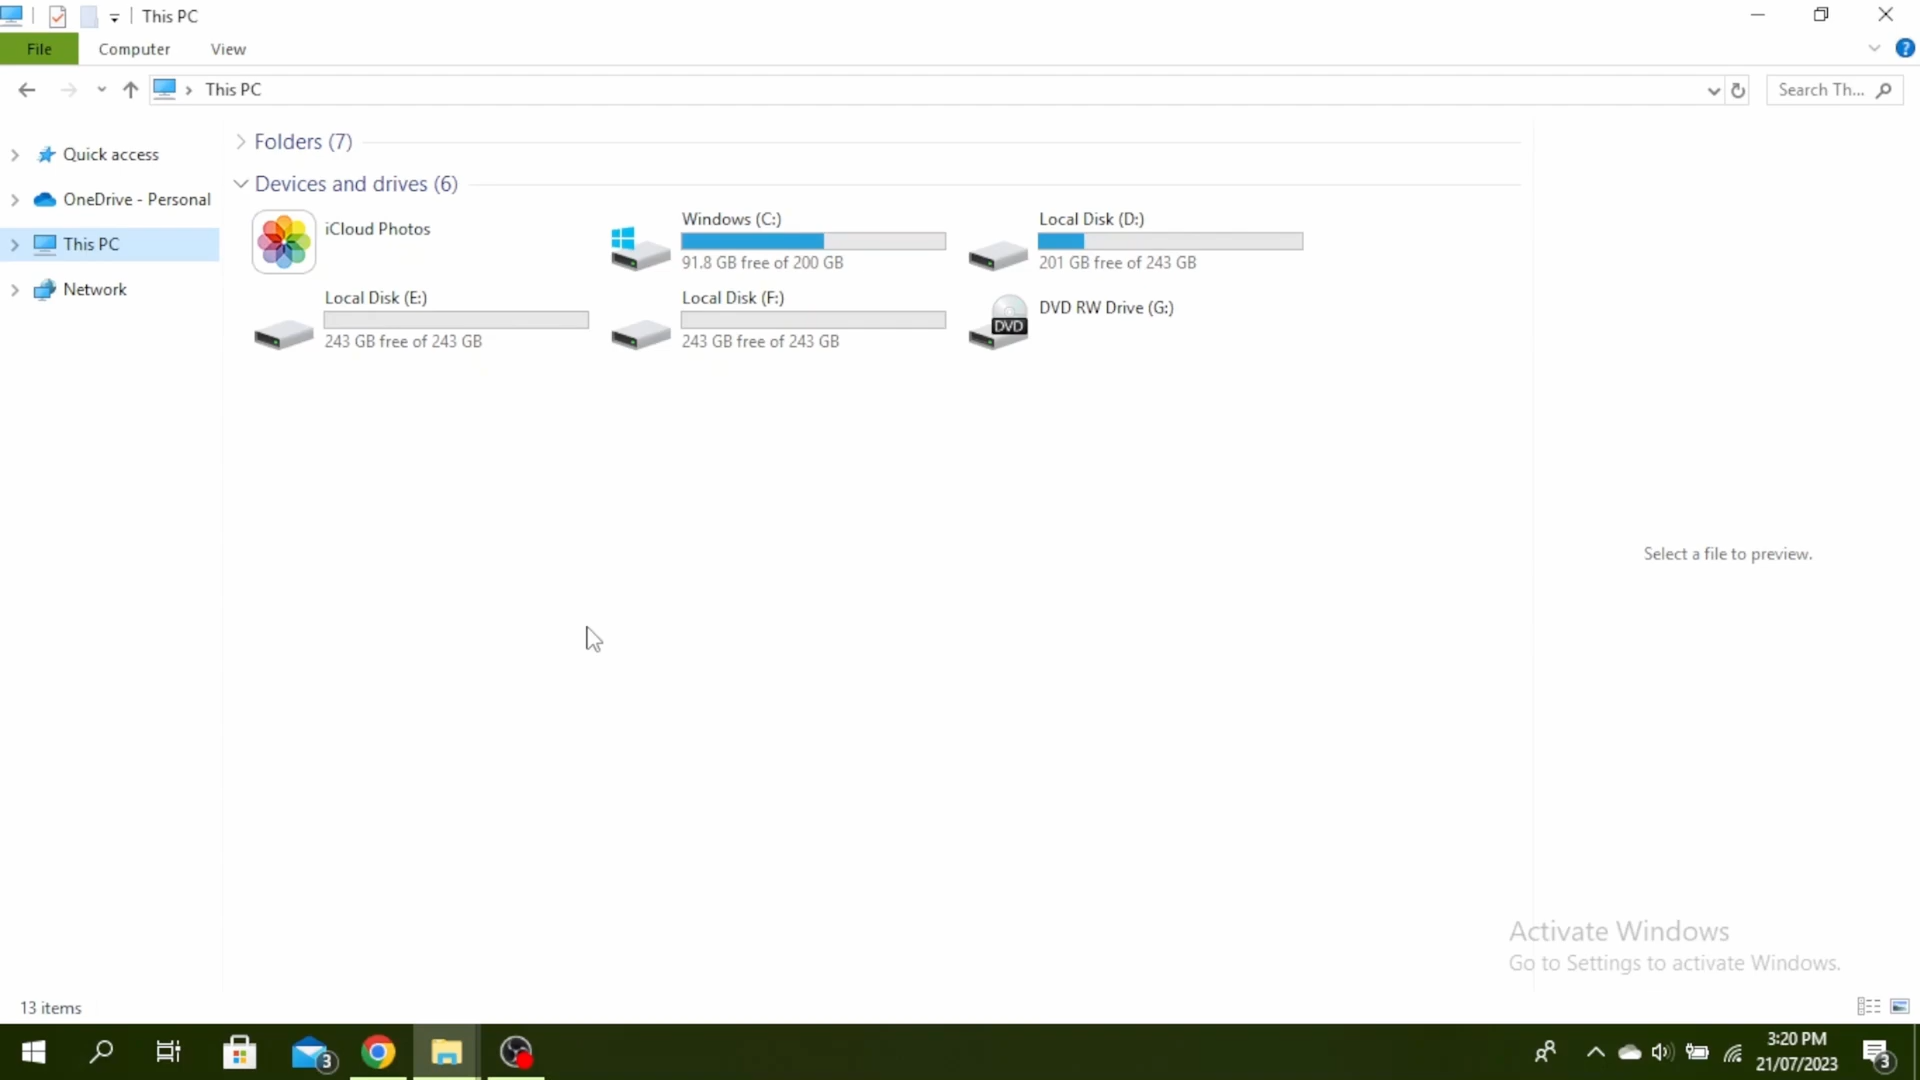 This PC
File
Computer
View
This PC
Search Th...
Quick access
OneDrive - Personal
This PC
Network
Folders (7)
Devices and drives (6)
iCloud Photos
Windows (C:)
91.8 GB free of 200 GB
Local Disk (D:)
201 GB free of 243 GB
Local Disk (E:)
243 GB free of 243 GB
Local Disk (F:)
243 GB free of 243 GB
DVD
DVD RW Drive (G:)
Select a file to preview.
Activate Windows
Go to Settings to activate Windows.
13 items
3
3:20 PM
21/07/2023
3